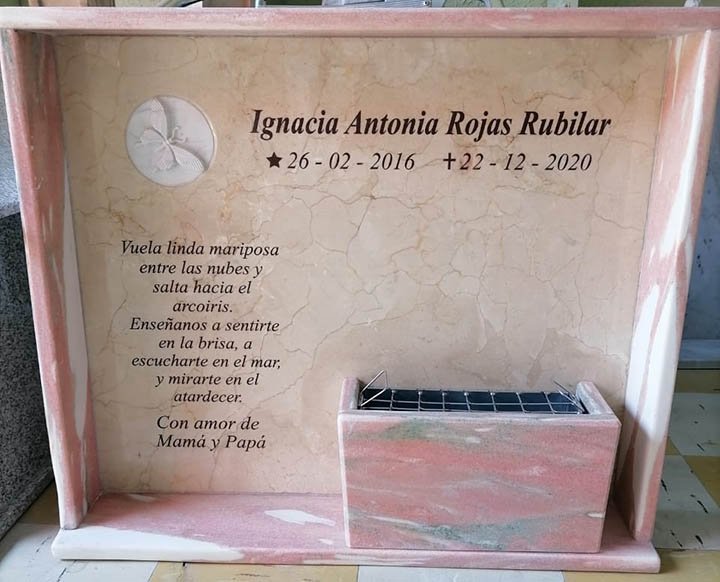 Ignacia Antonia Rojas Rubilar
★ 26 - 02 - 2016 ✝ 22 - 12 - 2020
Vuela linda mariposa
entre las nubes y
salta hacia el
arcoiris.
Enseñanos a sentirte
en la brisa, a
escucharte en el mar,
y mirarte en el
atardecer.
Con amor de
Mamá y Papá